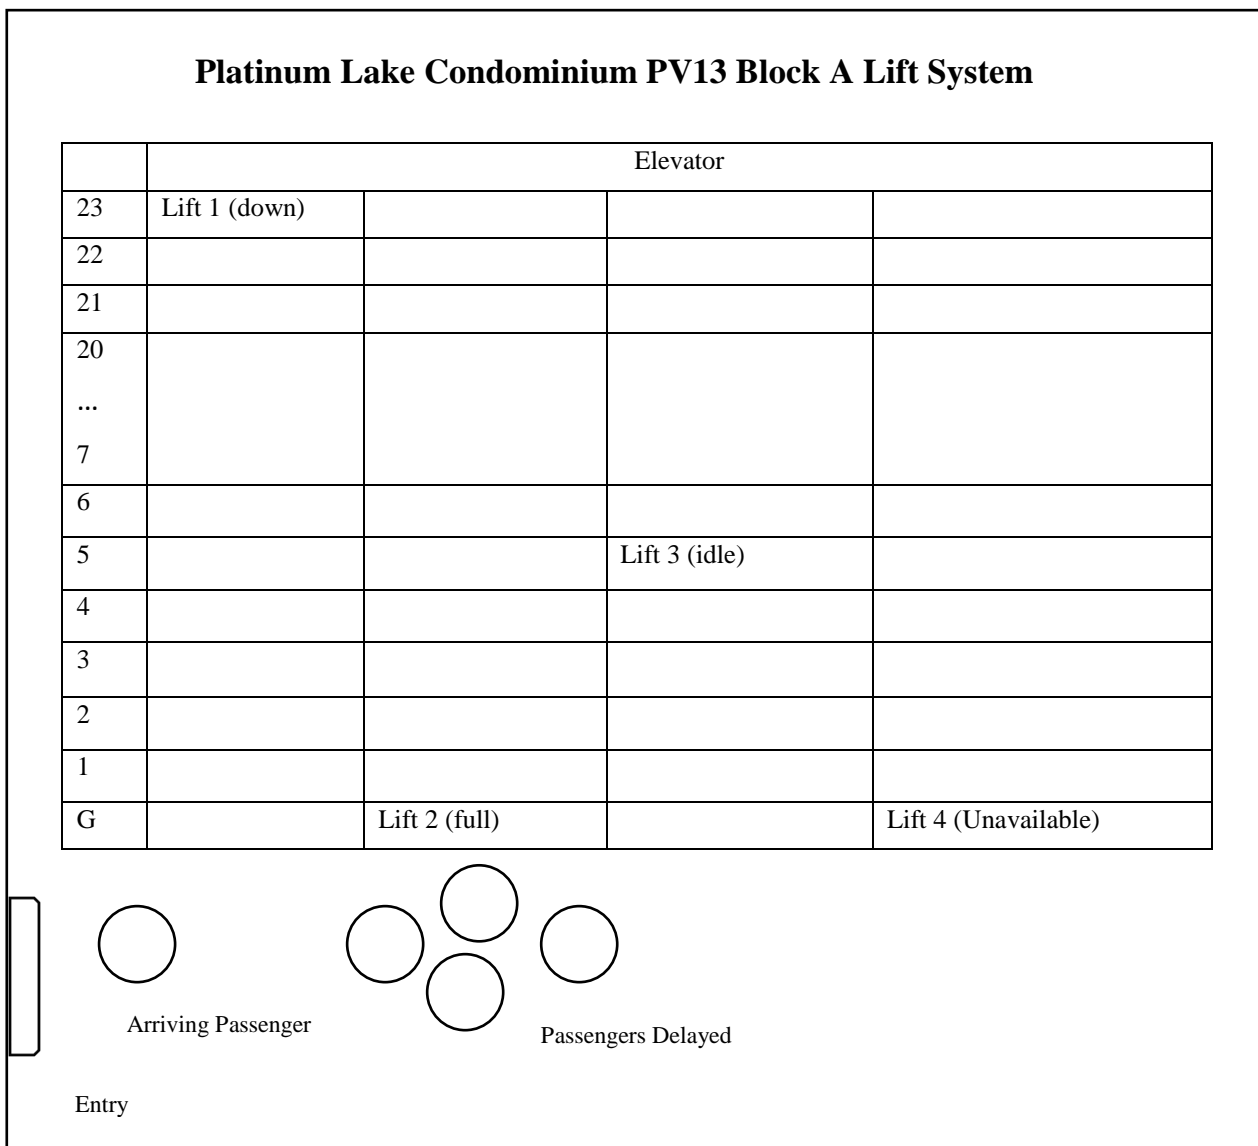 Platinum Lake Condominium PV13 Block A Lift System
Elevator
23 Lift 1 (down)
22
21
20
...
7
6
5 Lift 3 (idle)
4
3
2
1
G Lift 2 (full) Lift 4 (Unavailable)
Arriving Passenger
Passengers Delayed
Entry